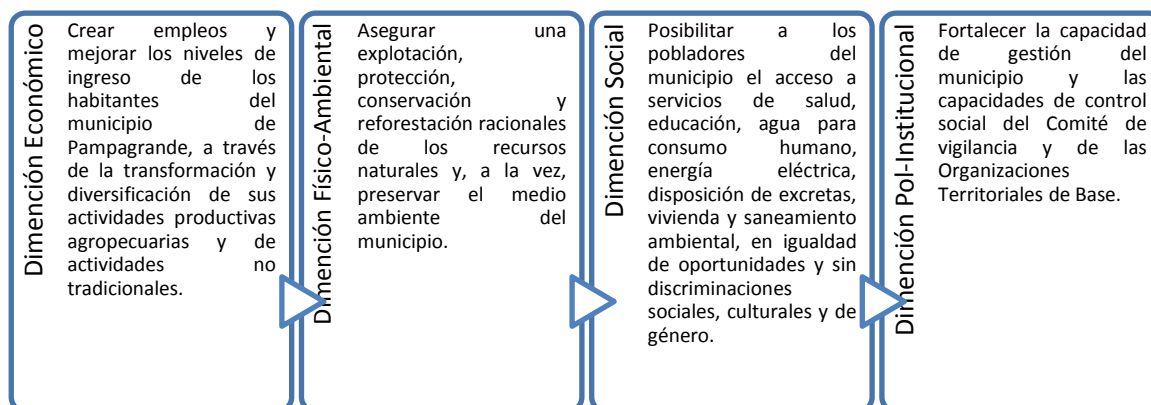 Dimención Económico
Crear empleos y
mejorar los niveles de
ingreso de los
habitantes del
municipio de
Pampagrande, a través
de la transformación y
diversificación de sus
actividades productivas
agropecuarias y de
actividades no
tradicionales.
Dimención Físico-Ambiental
Asegurar una
explotación,
protección,
conservación y
reforestación racionales
de los recursos
naturales y, a la vez,
preservar el medio
ambiente del
municipio.
Dimención Social
Posibilitar a los
pobladores del
municipio el acceso a
servicios de salud,
educación, agua para
consumo humano,
energía eléctrica,
disposición de excretas,
vivienda y saneamiento
ambiental, en igualdad
de oportunidades y sin
discriminaciones
sociales, culturales y de
género.
Dimención Pol-Institucional
Fortalecer la capacidad
de gestión del
municipio y las
capacidades de control
social del Comité de
vigilancia y de las
Organizaciones
Territoriales de Base.